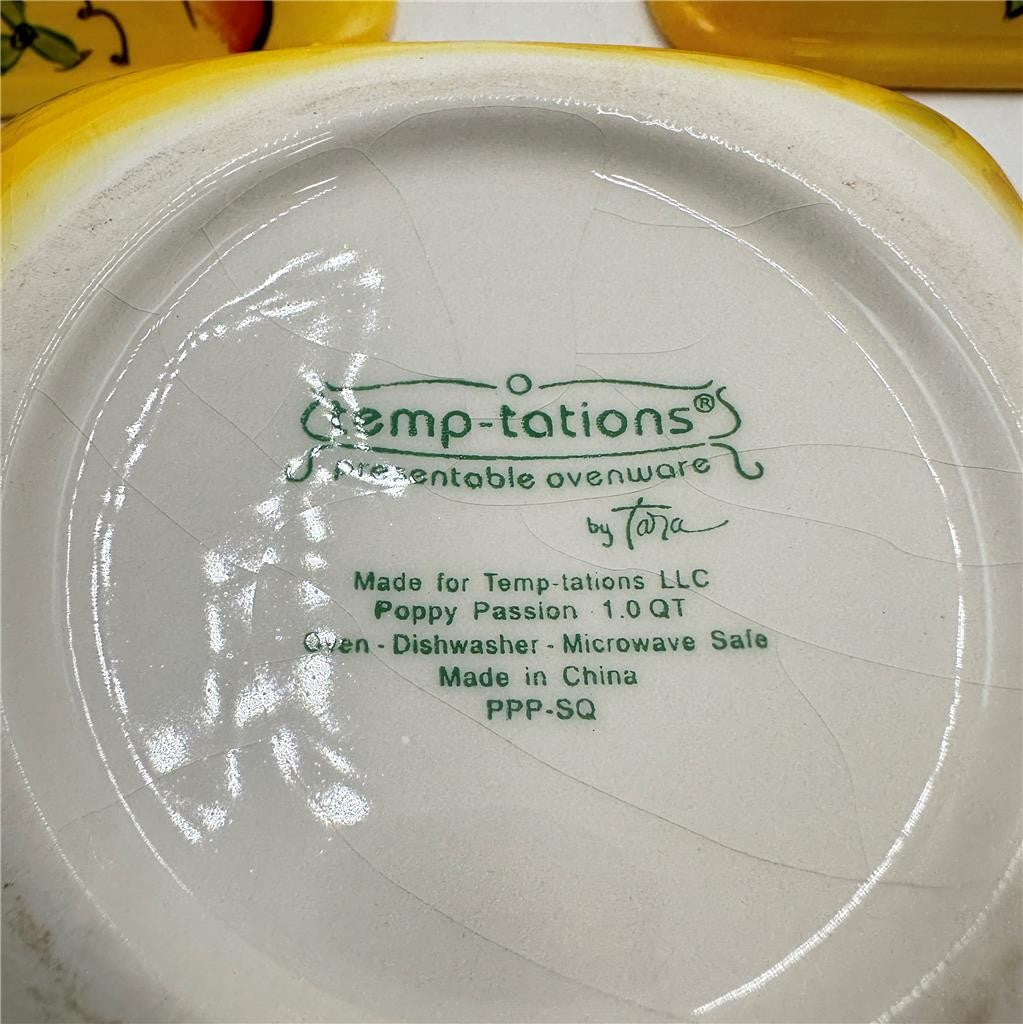 temp-tations®
presentable ovenware
by Tara
Made for Temp-tations LLC
Poppy Passion 1.0 QT
Oven - Dishwasher - Microwave Safe
Made in China
PPP-SQ